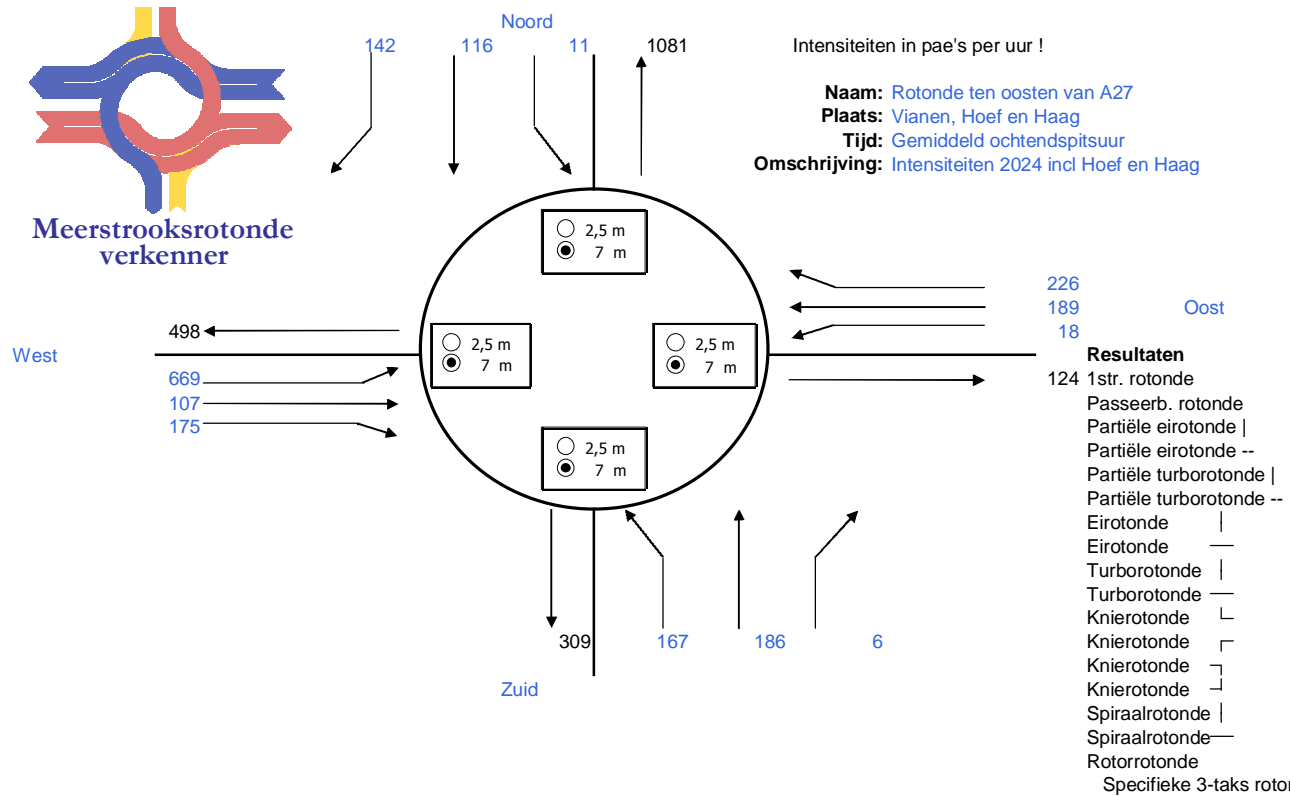 Noord
142 116 11 1081 Intensiteiten in pae's per uur !
Naam: Rotonde ten oosten van A27
Plaats: Vianen, Hoef en Haag
Tijd: Gemiddeld ochtendspitsuur
Omschrijving: Intensiteiten 2024 incl Hoef en Haag
Meerstrooksrotonde
verkenner
2,5 m
7 m
226
189 Oost
18
498
West
2,5 m
7 m
2,5 m
7 m
669
107
175
Resultaten
124 1str. rotonde
Passeerb. rotonde
Partiële eirotonde |
Partiële eirotonde --
Partiële turborotonde |
Partiële turborotonde --
Eirotonde
Eirotonde
Turborotonde
Turborotonde
Knierotonde
Knierotonde
Knierotonde
Knierotonde
Spiraalrotonde
Spiraalrotonde
Rotorrotonde
Specifieke 3-taks roto
2,5 m
7 m
309 167 186 6
Zuid